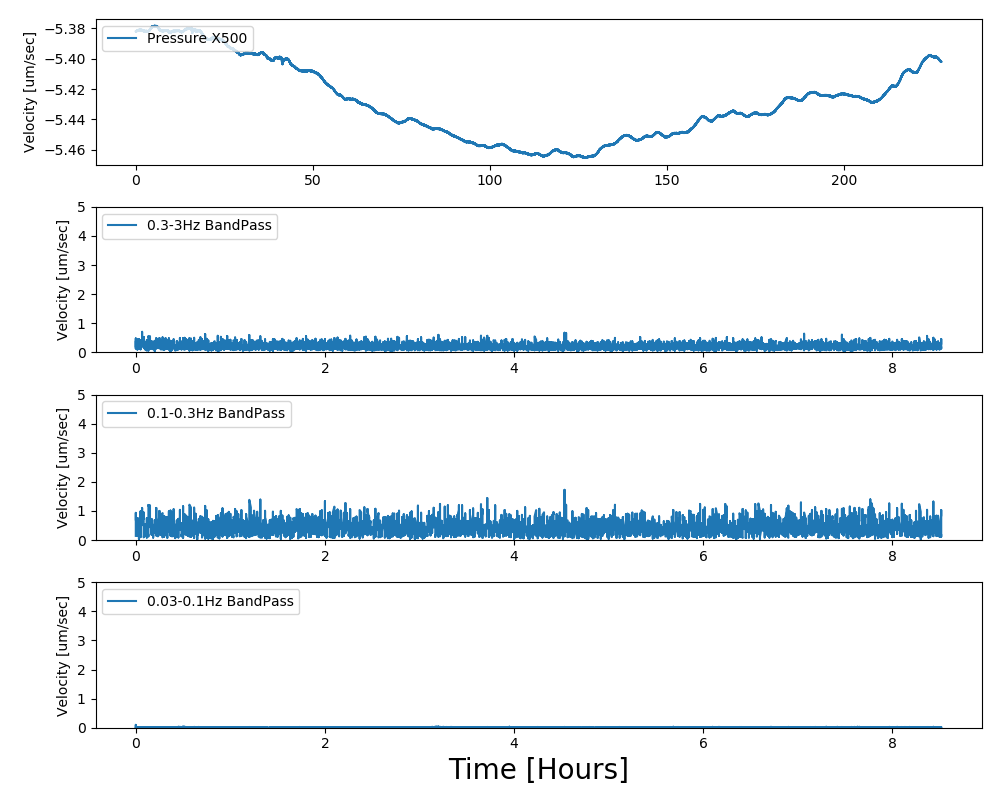 −5.38
−5.40
−5.42
−5.44
−5.46
Velocity [um/sec]
Pressure X500
0 50 100 150 200
5
4
3
2
1
0
Velocity [um/sec]
0.3-3Hz BandPass
0 2 4 6 8
5
4
3
2
1
0
Velocity [um/sec]
0.1-0.3Hz BandPass
0 2 4 6 8
5
4
3
2
1
0
Velocity [um/sec]
0.03-0.1Hz BandPass
0 2 4 6 8
Time [Hours]